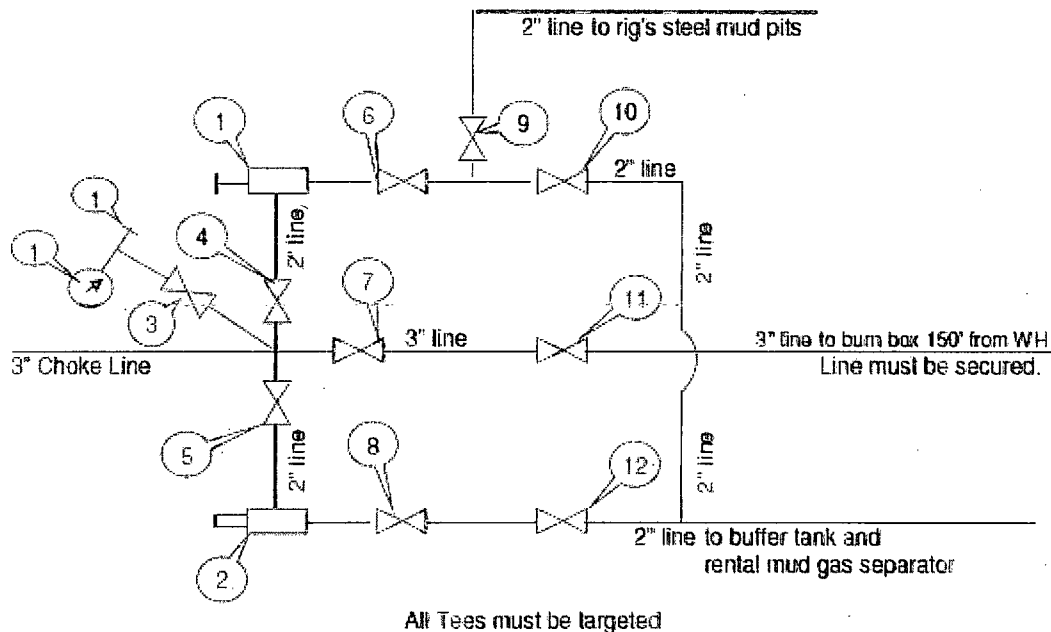 2" line to rig's steel mud pits
1
6
9
10
2" line
1
1
4
2" line
2" line
7
11
3
3" line
3" line to burn box 150' from WH
3" Choke Line
Line must be secured.
5
8
12
2" line
2" line
2
2" line to buffer tank and
rental mud gas separator
All Tees must be targeted